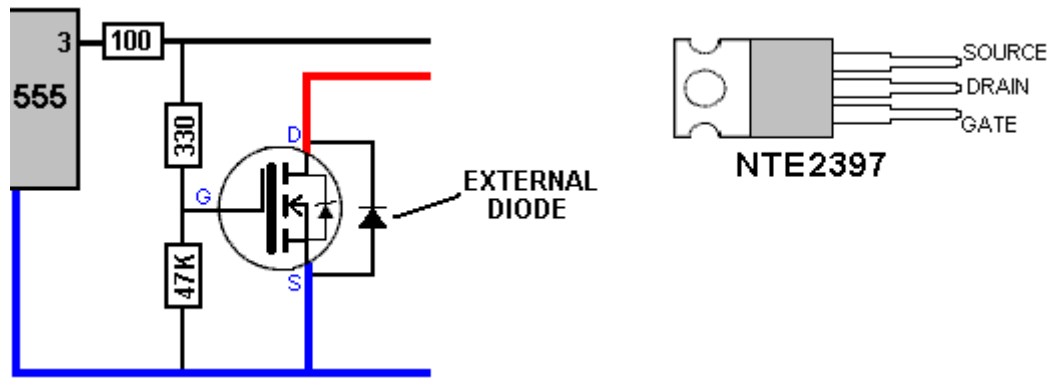 3
100
555
330
D
G
S
47K
EXTERNAL
DIODE
SOURCE
DRAIN
GATE
NTE2397